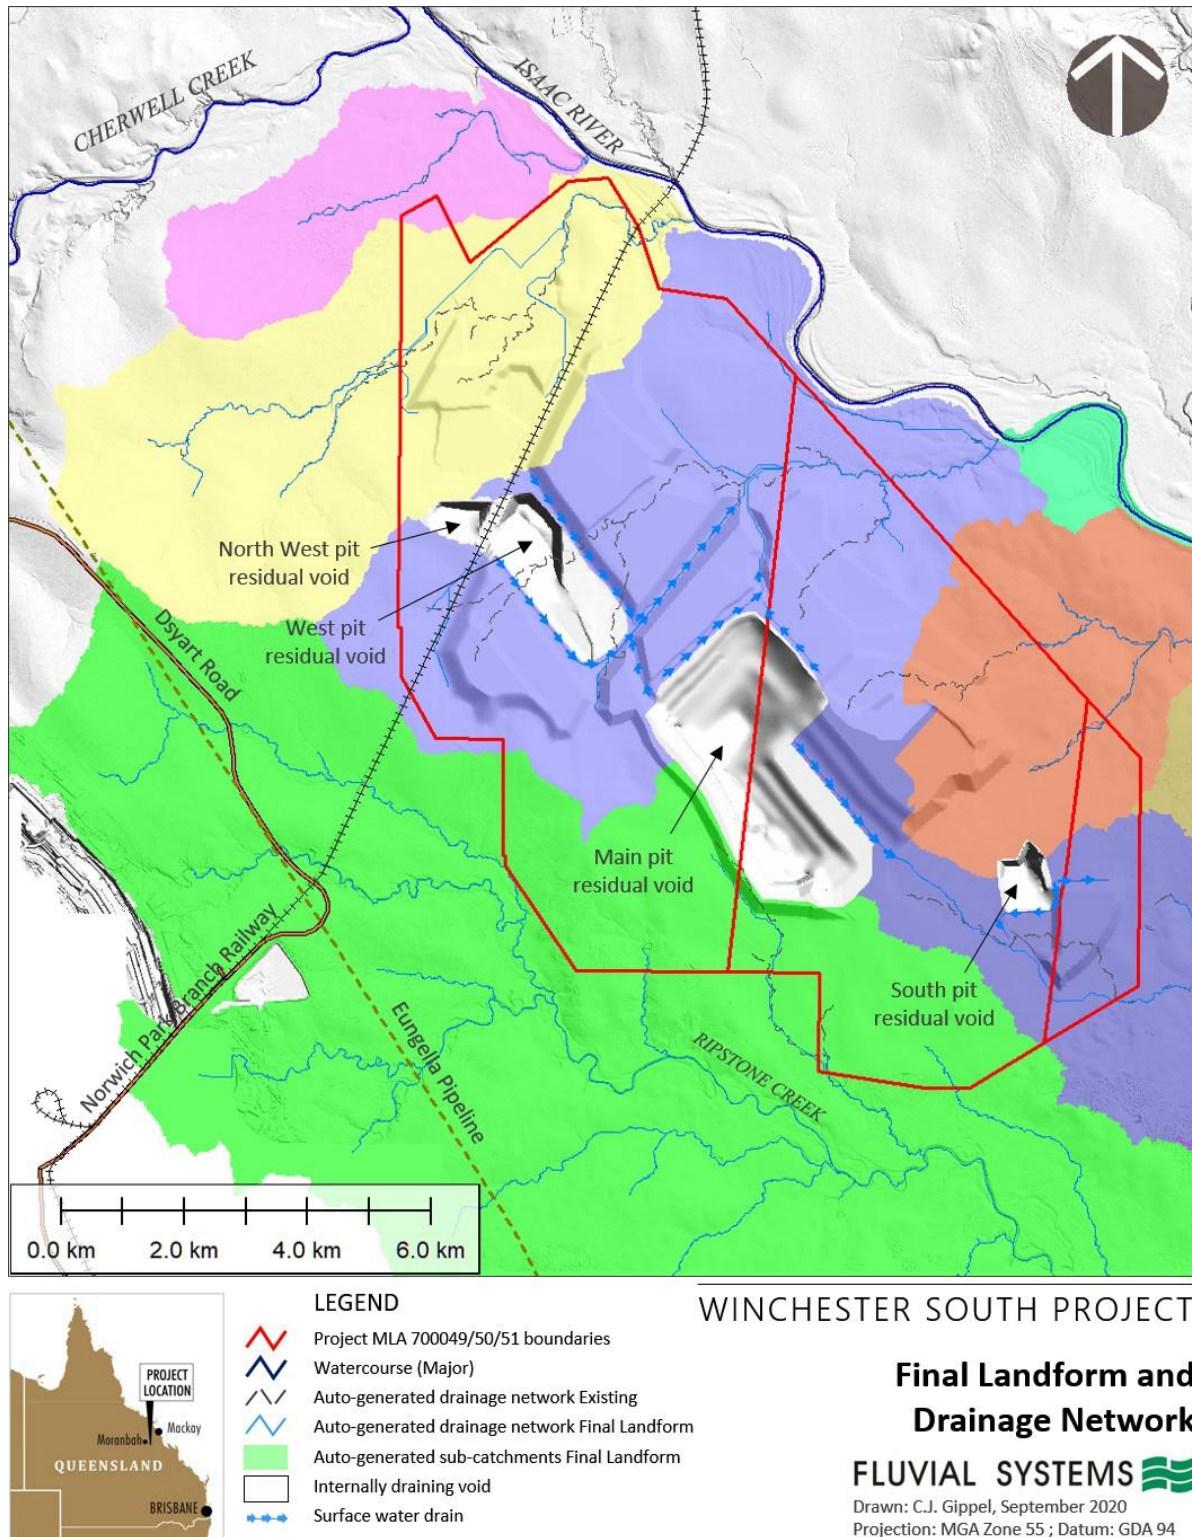 CHERWELL CREEK
ISAAC RIVER
North West pit
residual void
West pit
residual void
Dsyart Road
Main pit
residual void
South pit
residual void
Norwich Park Branch Railway
Eungella Pipeline
RIPSTONE CREEK
0.0 km 2.0 km 4.0 km 6.0 km
PROJECT
LOCATION
Mackay
Moranbah
QUEENSLAND
BRISBANE
LEGEND
Project MLA 700049/50/51 boundaries
Watercourse (Major)
Auto-generated drainage network Existing
Auto-generated drainage network Final Landform
Auto-generated sub-catchments Final Landform
Internally draining void
Surface water drain
WINCHESTER SOUTH PROJECT
Final Landform and
Drainage Network
FLUVIAL SYSTEMS
Drawn: C.J. Gippel, September 2020
Projection: MGA Zone 55 ; Datum: GDA 94